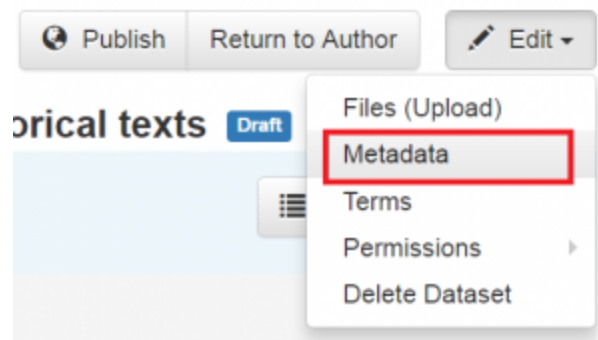 Publish Return to Author Edit
orical texts Draft
Files (Upload)
Metadata
Terms
Permissions
Delete Dataset